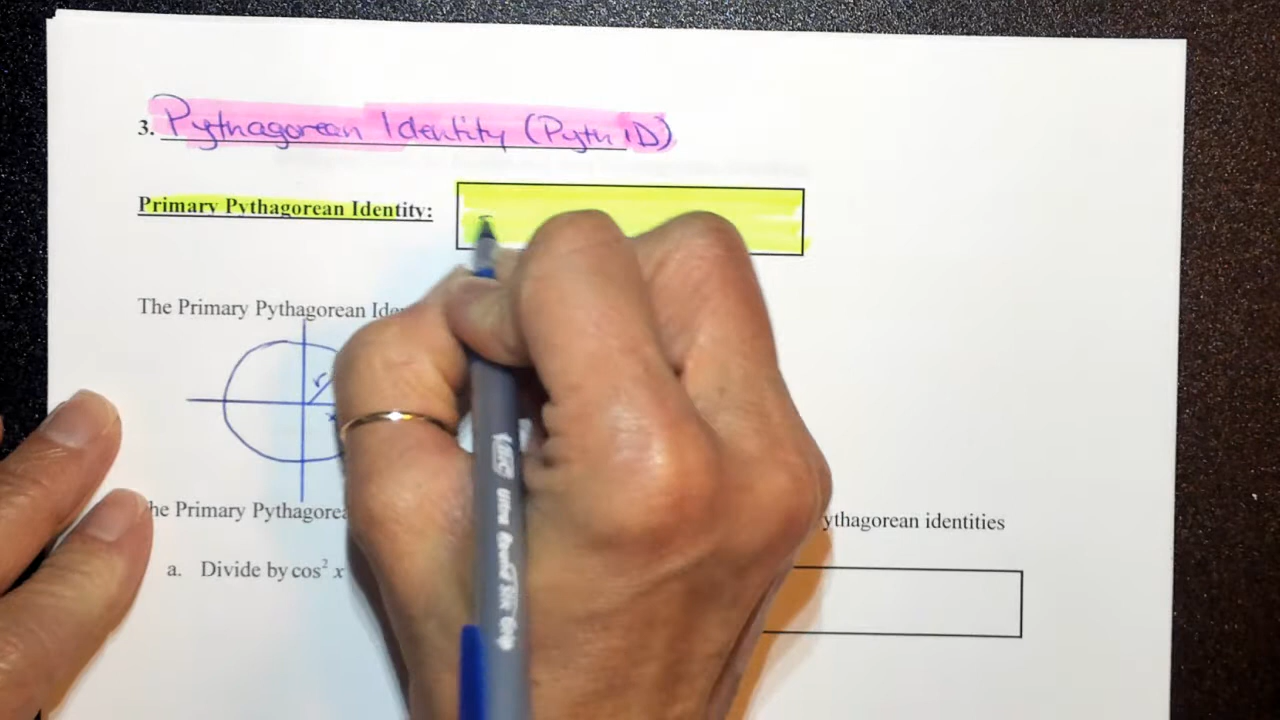 3. Pythagorean Identity (Pyth ID)
Primary Pythagorean Identity:
The Primary Pythagorean
r
he Primary Pythagorea ythagorean identities
a. Divide by cos² x
BIC Ultra Round Stic Grip